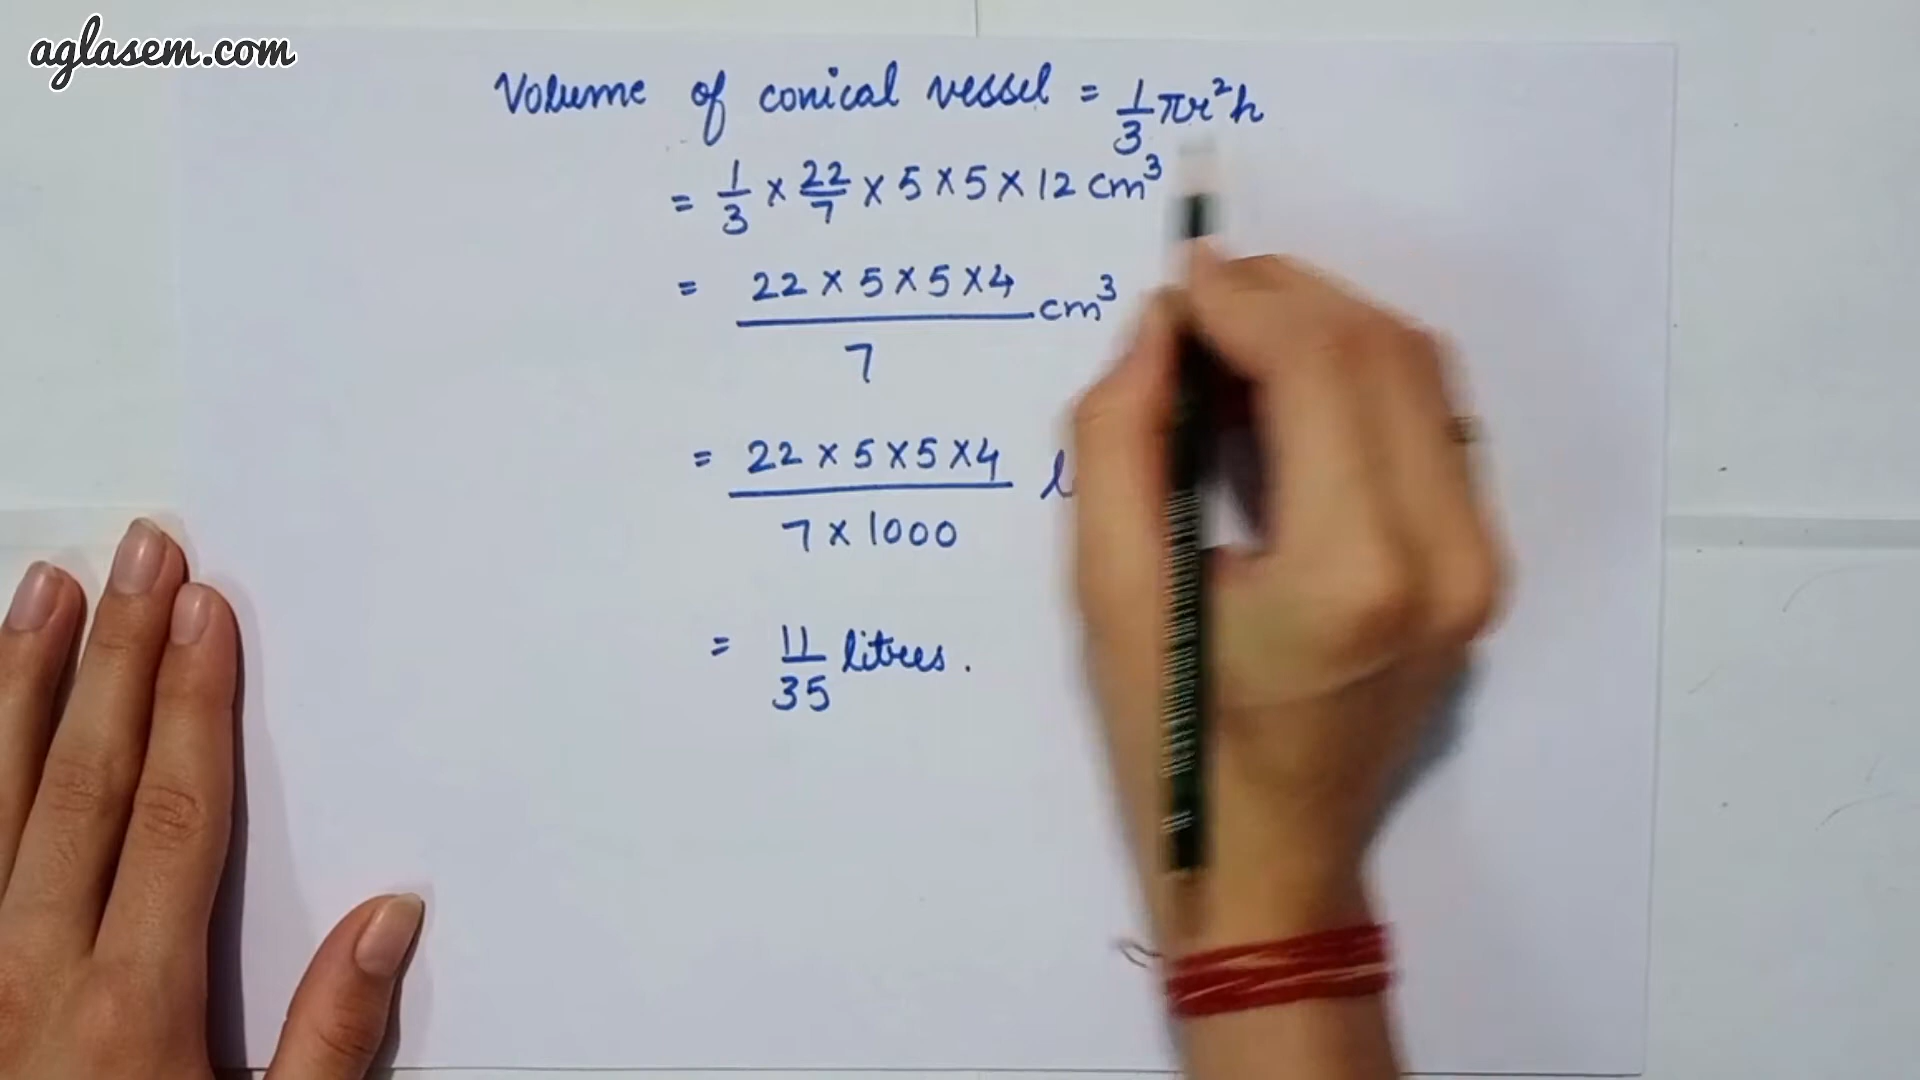 aglasem.com
Volume of conical vessel = 1/3 πr²h
= 1/3 × 22/7 × 5 × 5 × 12 cm³
= 22 × 5 × 5 × 4 / 7 cm³
= 22 × 5 × 5 × 4 / 7 × 1000
= 11/35 litres.